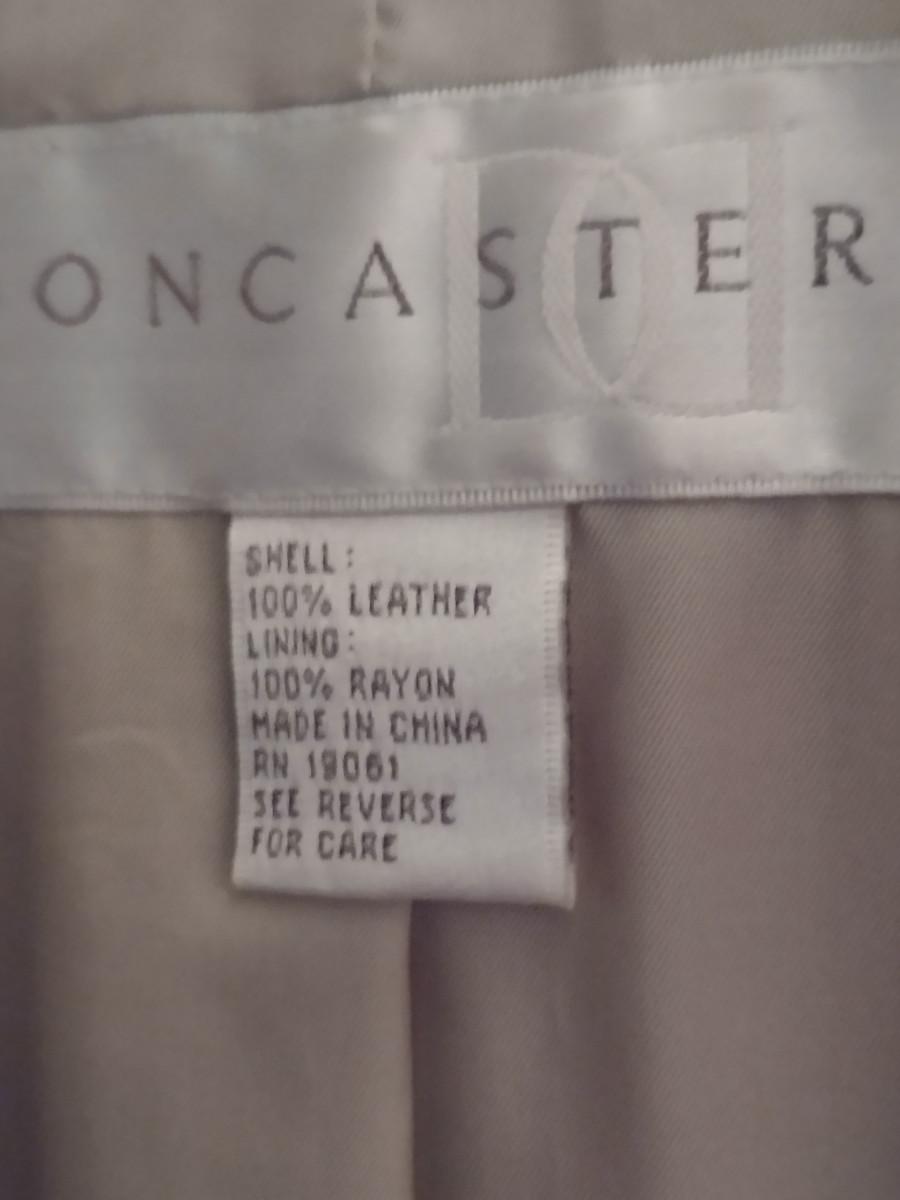 ONCASTER
SHELL:
100% LEATHER
LINING:
100% RAYON
MADE IN CHINA
RN 19061
SEE REVERSE
FOR CARE